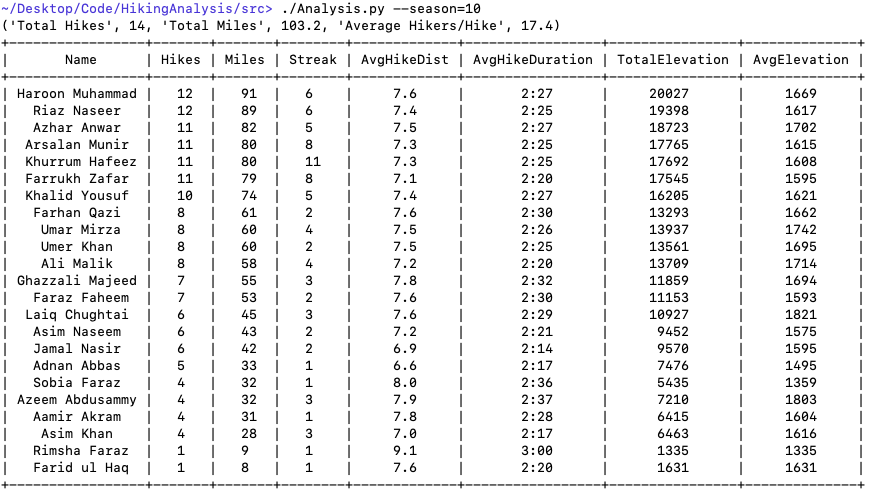 ~/Desktop/Code/HikingAnalysis/src> ./Analysis.py --season=10
('Total Hikes', 14, 'Total Miles', 103.2, 'Average Hikers/Hike', 17.4)
+-----------------+-------+-------+--------+-------------+-----------------+----------------+--------------+
| Name | Hikes | Miles | Streak | AvgHikeDist | AvgHikeDuration | TotalElevation | AvgElevation |
+-----------------+-------+-------+--------+-------------+-----------------+----------------+--------------+
| Haroon Muhammad | 12 | 91 | 6 | 7.6 | 2:27 | 20027 | 1669 |
| Riaz Naseer | 12 | 89 | 6 | 7.4 | 2:25 | 19398 | 1617 |
| Azhar Anwar | 11 | 82 | 5 | 7.5 | 2:27 | 18723 | 1702 |
| Arsalan Munir | 11 | 80 | 8 | 7.3 | 2:25 | 17765 | 1615 |
| Khurrum Hafeez | 11 | 80 | 11 | 7.3 | 2:25 | 17692 | 1608 |
| Farrukh Zafar | 11 | 79 | 8 | 7.1 | 2:20 | 17545 | 1595 |
| Khalid Yousuf | 10 | 74 | 5 | 7.4 | 2:27 | 16205 | 1621 |
| Farhan Qazi | 8 | 61 | 2 | 7.6 | 2:30 | 13293 | 1662 |
| Umar Mirza | 8 | 60 | 4 | 7.5 | 2:26 | 13937 | 1742 |
| Umer Khan | 8 | 60 | 2 | 7.5 | 2:25 | 13561 | 1695 |
| Ali Malik | 8 | 58 | 4 | 7.2 | 2:20 | 13709 | 1714 |
| Ghazzali Majeed | 7 | 55 | 3 | 7.8 | 2:32 | 11859 | 1694 |
| Faraz Faheem | 7 | 53 | 2 | 7.6 | 2:30 | 11153 | 1593 |
| Laiq Chughtai | 6 | 45 | 3 | 7.6 | 2:29 | 10927 | 1821 |
| Asim Naseem | 6 | 43 | 2 | 7.2 | 2:21 | 9452 | 1575 |
| Jamal Nasir | 6 | 42 | 2 | 6.9 | 2:14 | 9570 | 1595 |
| Adnan Abbas | 5 | 33 | 1 | 6.6 | 2:17 | 7476 | 1495 |
| Sobia Faraz | 4 | 32 | 1 | 8.0 | 2:36 | 5435 | 1359 |
| Azeem Abdusammy | 4 | 32 | 3 | 7.9 | 2:37 | 7210 | 1803 |
| Aamir Akram | 4 | 31 | 1 | 7.8 | 2:28 | 6415 | 1604 |
| Asim Khan | 4 | 28 | 3 | 7.0 | 2:17 | 6463 | 1616 |
| Rimsha Faraz | 1 | 9 | 1 | 9.1 | 3:00 | 1335 | 1335 |
| Farid ul Haq | 1 | 8 | 1 | 7.6 | 2:20 | 1631 | 1631 |
+-----------------+-------+-------+--------+-------------+-----------------+----------------+--------------+